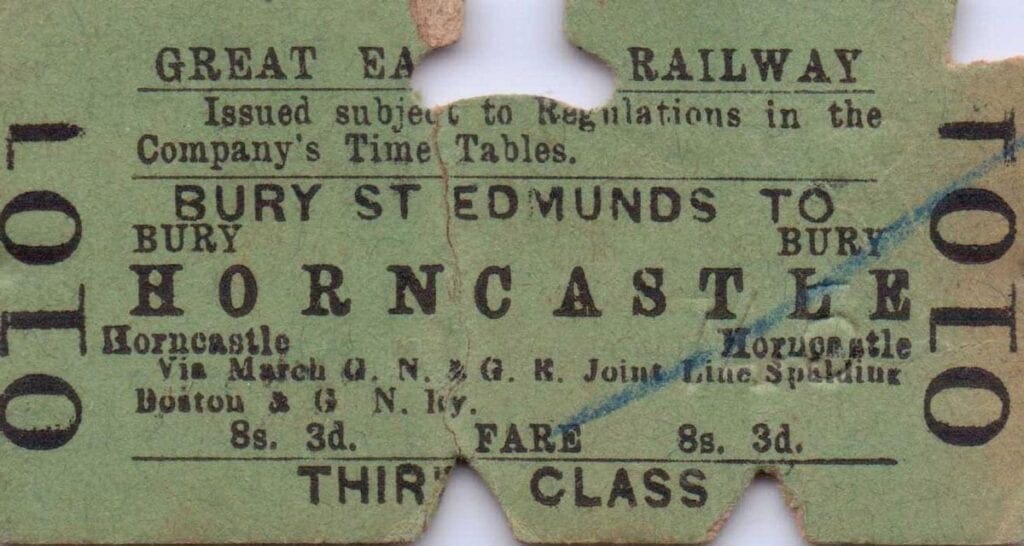 GREAT EA RAILWAY
Issued subject to Regulations in the
Company's Time Tables.
BURY ST EDMUNDS TO
BURY BURY
HORNCASTLE
Horncastle Horncastle
Via March G. N. & G. E. Joint Line Spalding
Boston & G N. Ry.
8s. 3d. FARE 8s. 3d.
THIR CLASS
0101
0101